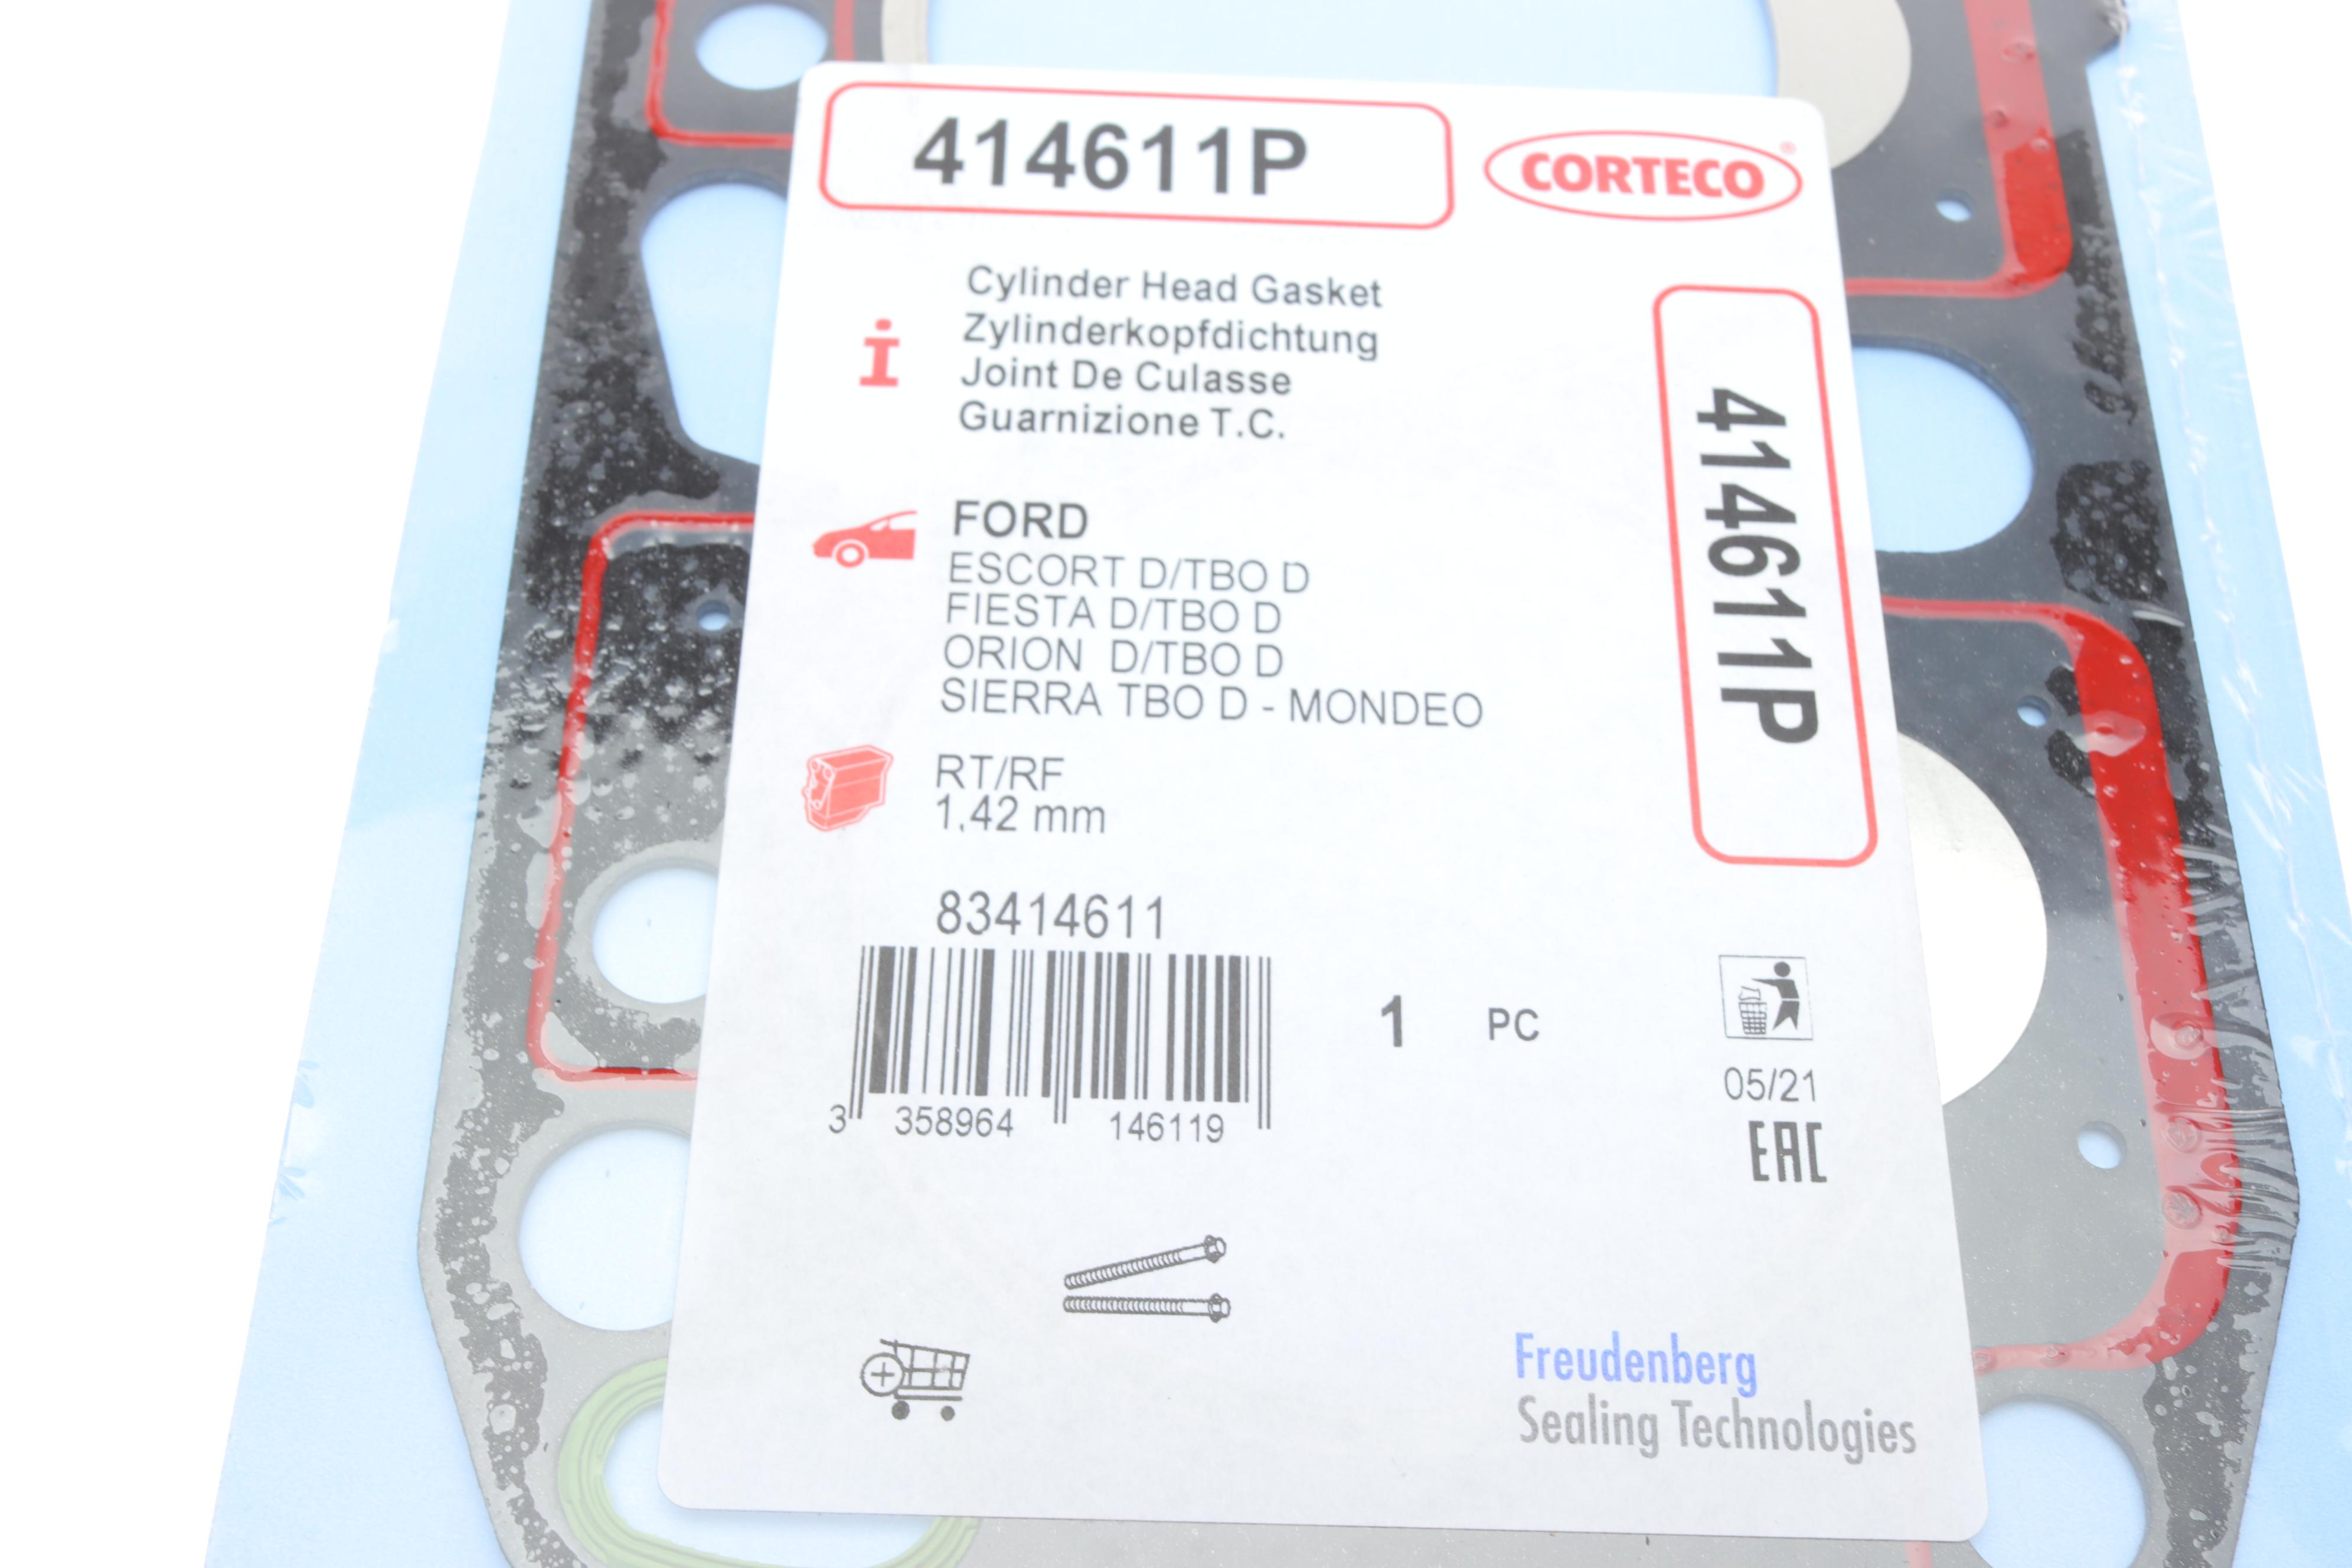 414611P
CORTECO®
Cylinder Head Gasket
Zylinderkopfdichtung
Joint De Culasse
Guarnizione T.C.
i
414611P
FORD
ESCORT D/TBO D
FIESTA D/TBO D
ORION D/TBO D
SIERRA TBO D - MONDEO
RT/RF
1.42 mm
83414611
3 358964 146119
1 PC
05/21
EAC
Freudenberg
Sealing Technologies